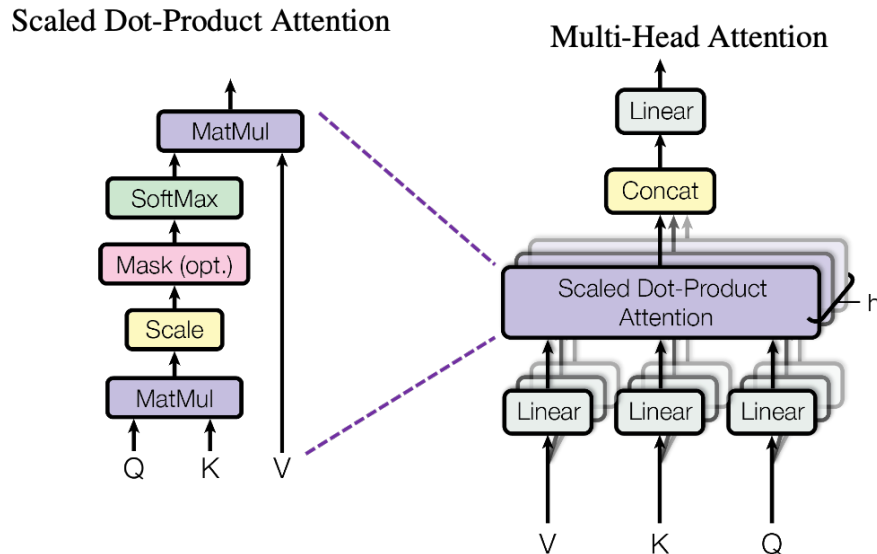 Scaled Dot-Product Attention
MatMul
SoftMax
Mask (opt.)
Scale
MatMul
Q K V
Multi-Head Attention
Linear
Concat
Scaled Dot-Product
Attention
h
Linear Linear Linear
V K Q